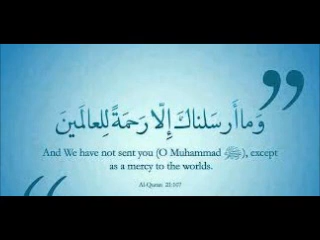 وَمَا أَرْسَلْنَاكَ إِلَّا رَحْمَةً لِلْعَالَمِينَ
And We have not sent you (O Muhammad ﷺ), except
as a mercy to the worlds.
Al-Quran 21:107